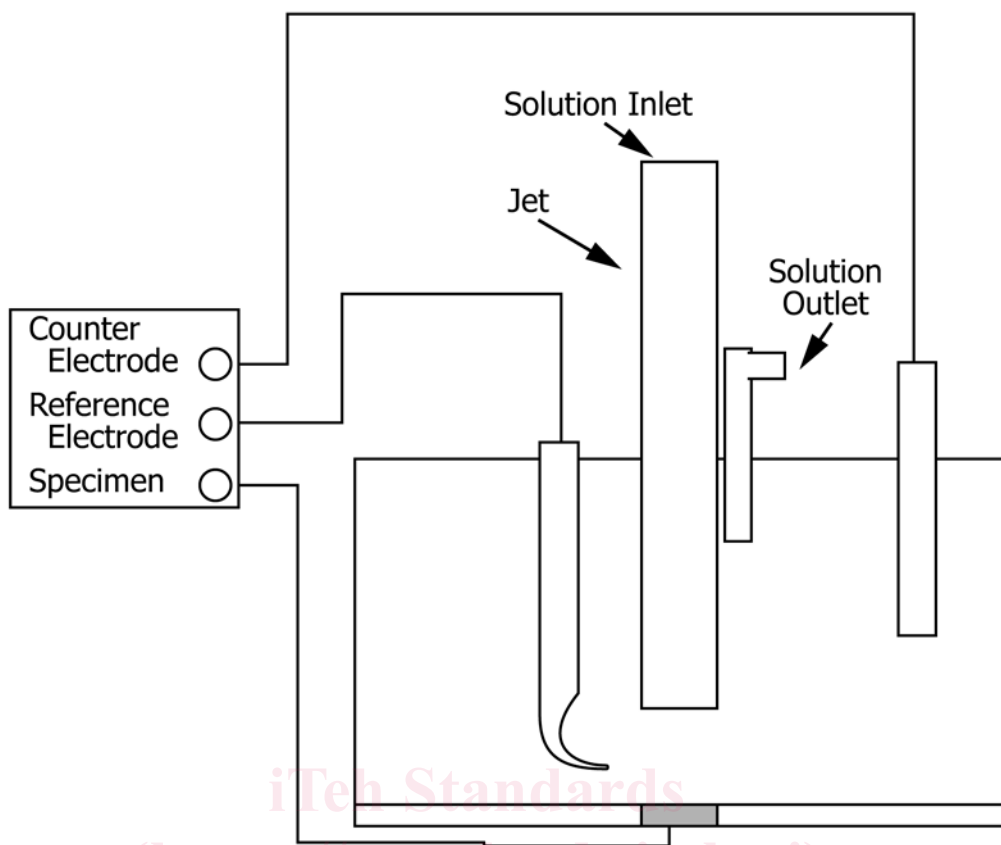 Solution Inlet
Jet
Solution
Outlet
Counter
Electrode
Reference
Electrode
Specimen
iTeh Standards